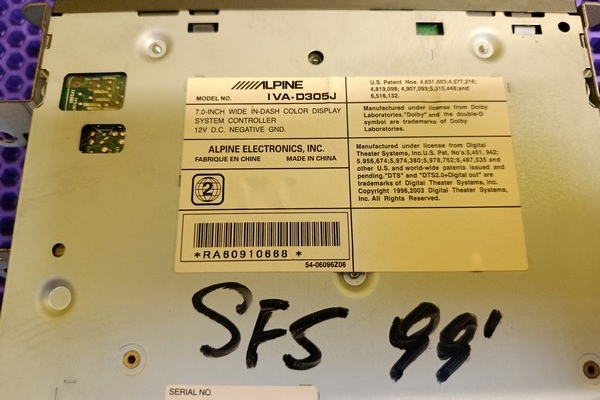 ALPINE
MODEL NO. IVA-D305J
7.0-INCH WIDE IN-DASH COLOR DISPLAY
SYSTEM CONTROLLER
12V D.C. NEGATIVE GND.
ALPINE ELECTRONICS, INC.
FABRIQUE EN CHINE MADE IN CHINA
2
*RA60910668*
54-06096Z06
U.S. Patent Nos. 4,631,603;4,577,216;
4,819,098; 4,907,093;5,315,448;and
6,516,132.
Manufactured under license from Dolby
Laboratories."Dolby" and the double-D
symbol are trademarks of Dolby
Laboratories.
Manufactured under license from Digital
Theater Systems, Inc.U.S. Pat. No's.5,451, 942;
5,956,674;5,974,380;5,978,762;6,487,535 and
other U.S. and world-wide patents issued and
pending."DTS" and "DTS2.0+Digital out" are
trademarks of Digital Theater Systems, Inc.
Copyright 1996,2003 Digital Theater Systems,
Inc. All Rights Reserved.
SFS 99'
SERIAL NO.